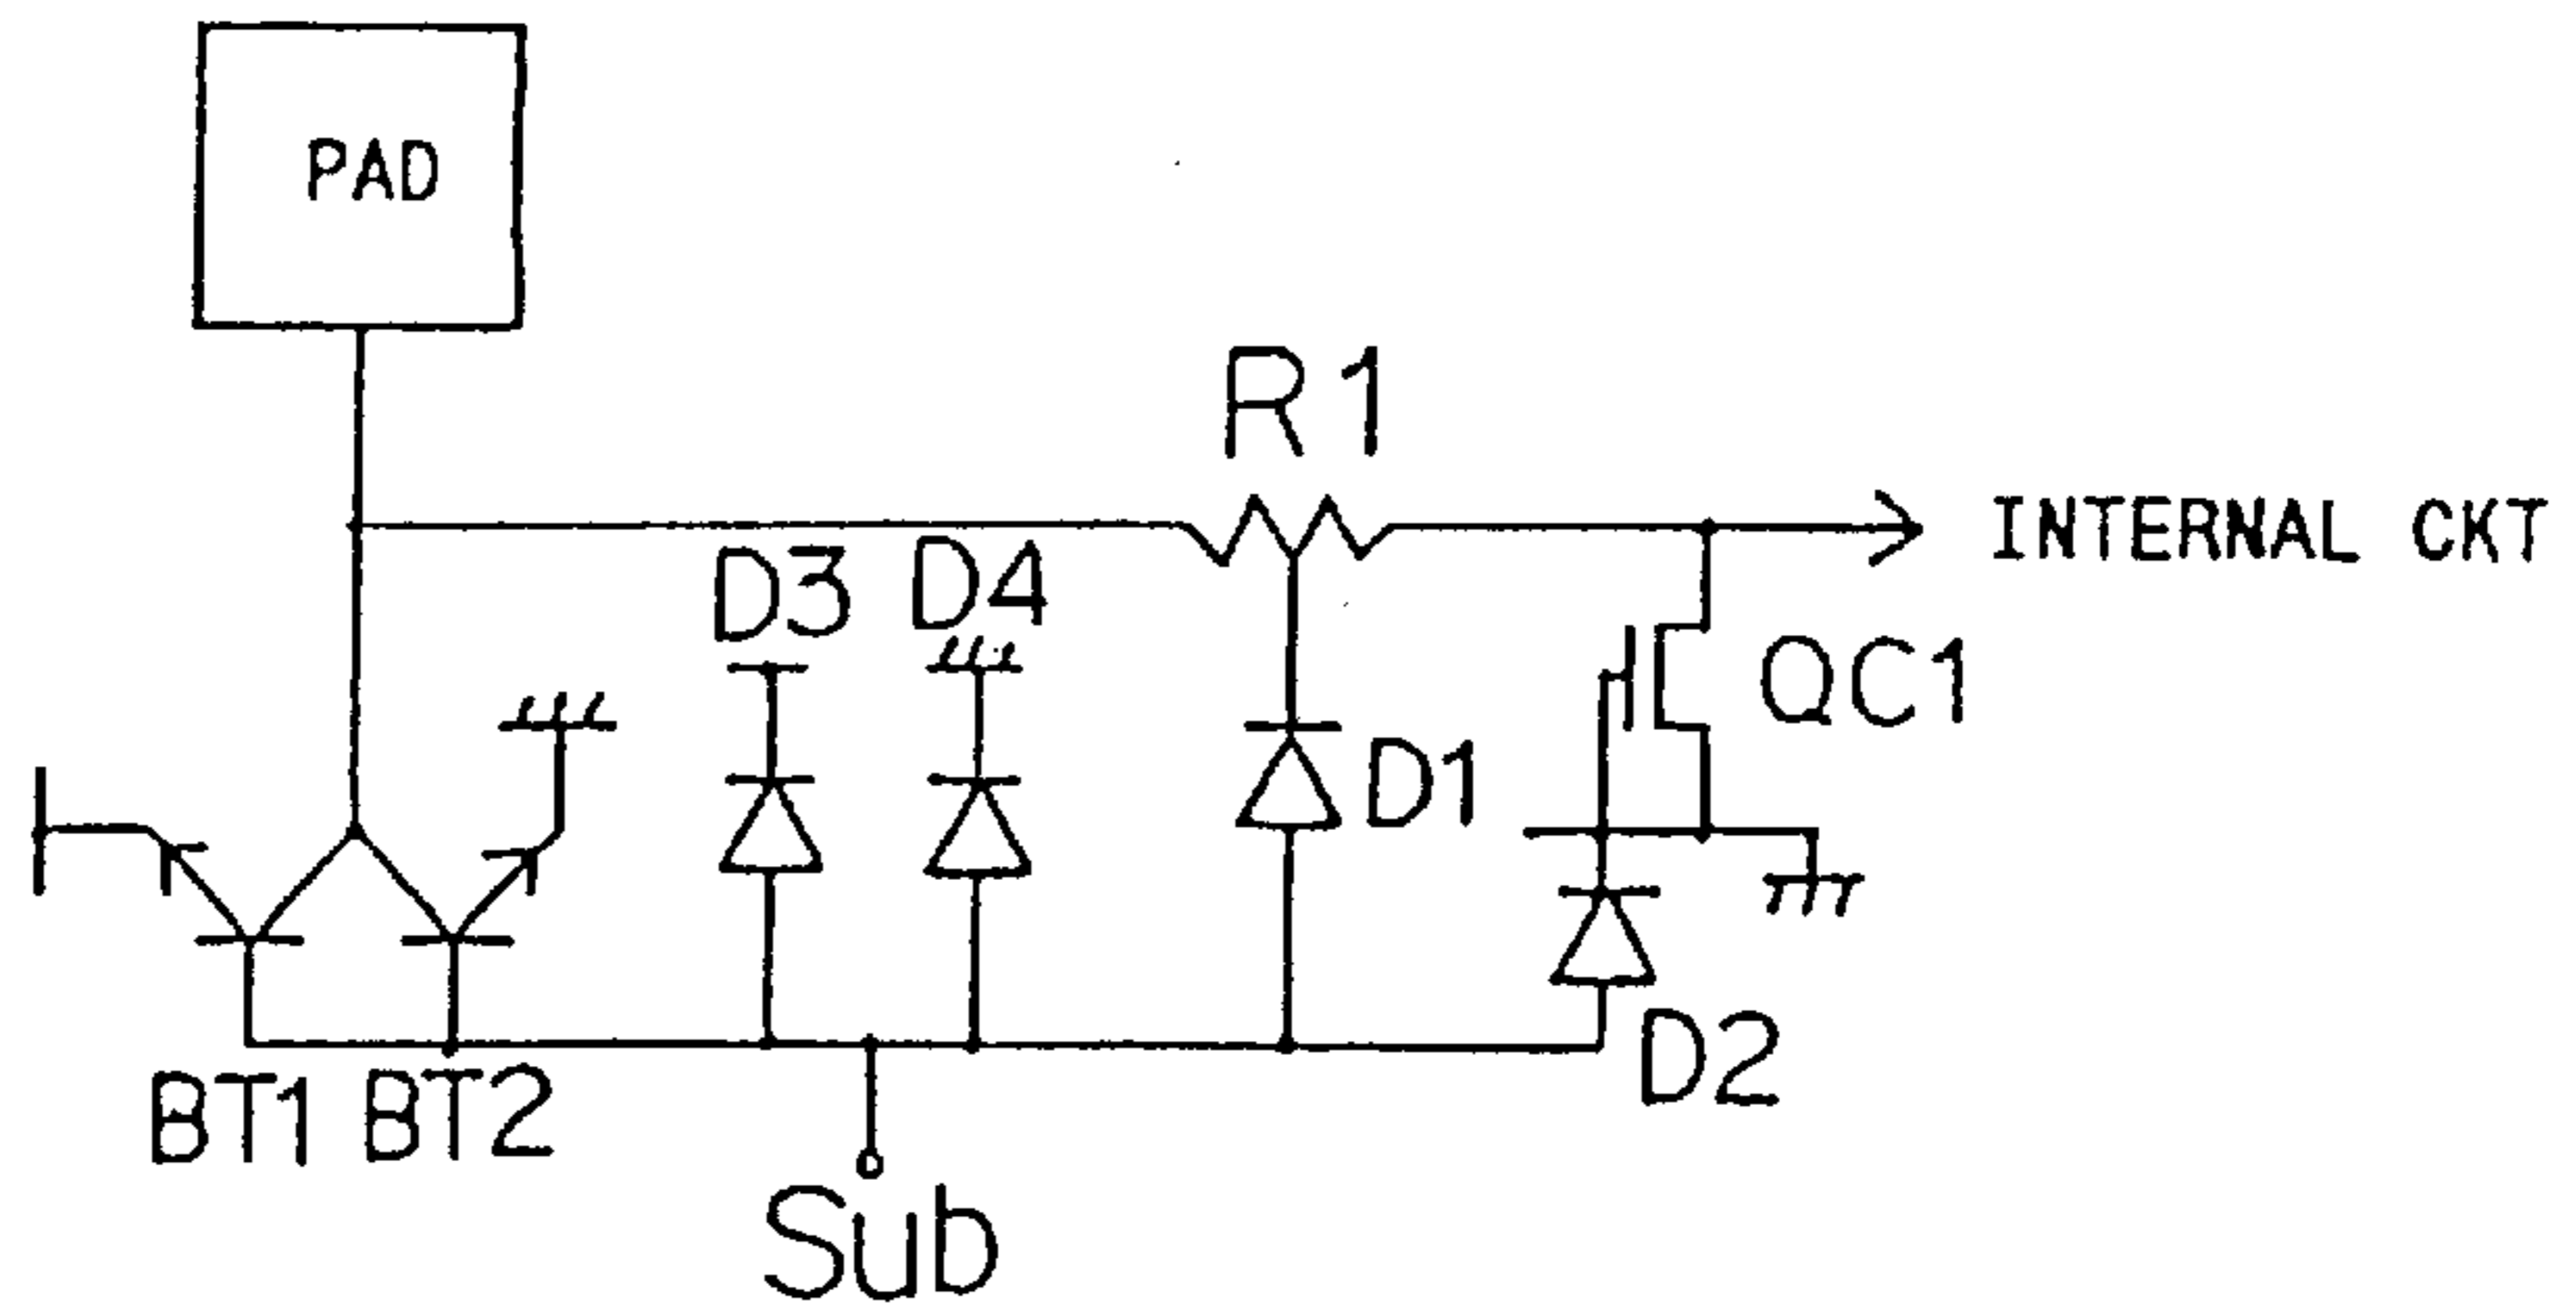 PAD
R1
INTERNAL CKT
D3
D4
QC1
D1
D2
BT1
BT2
Sub